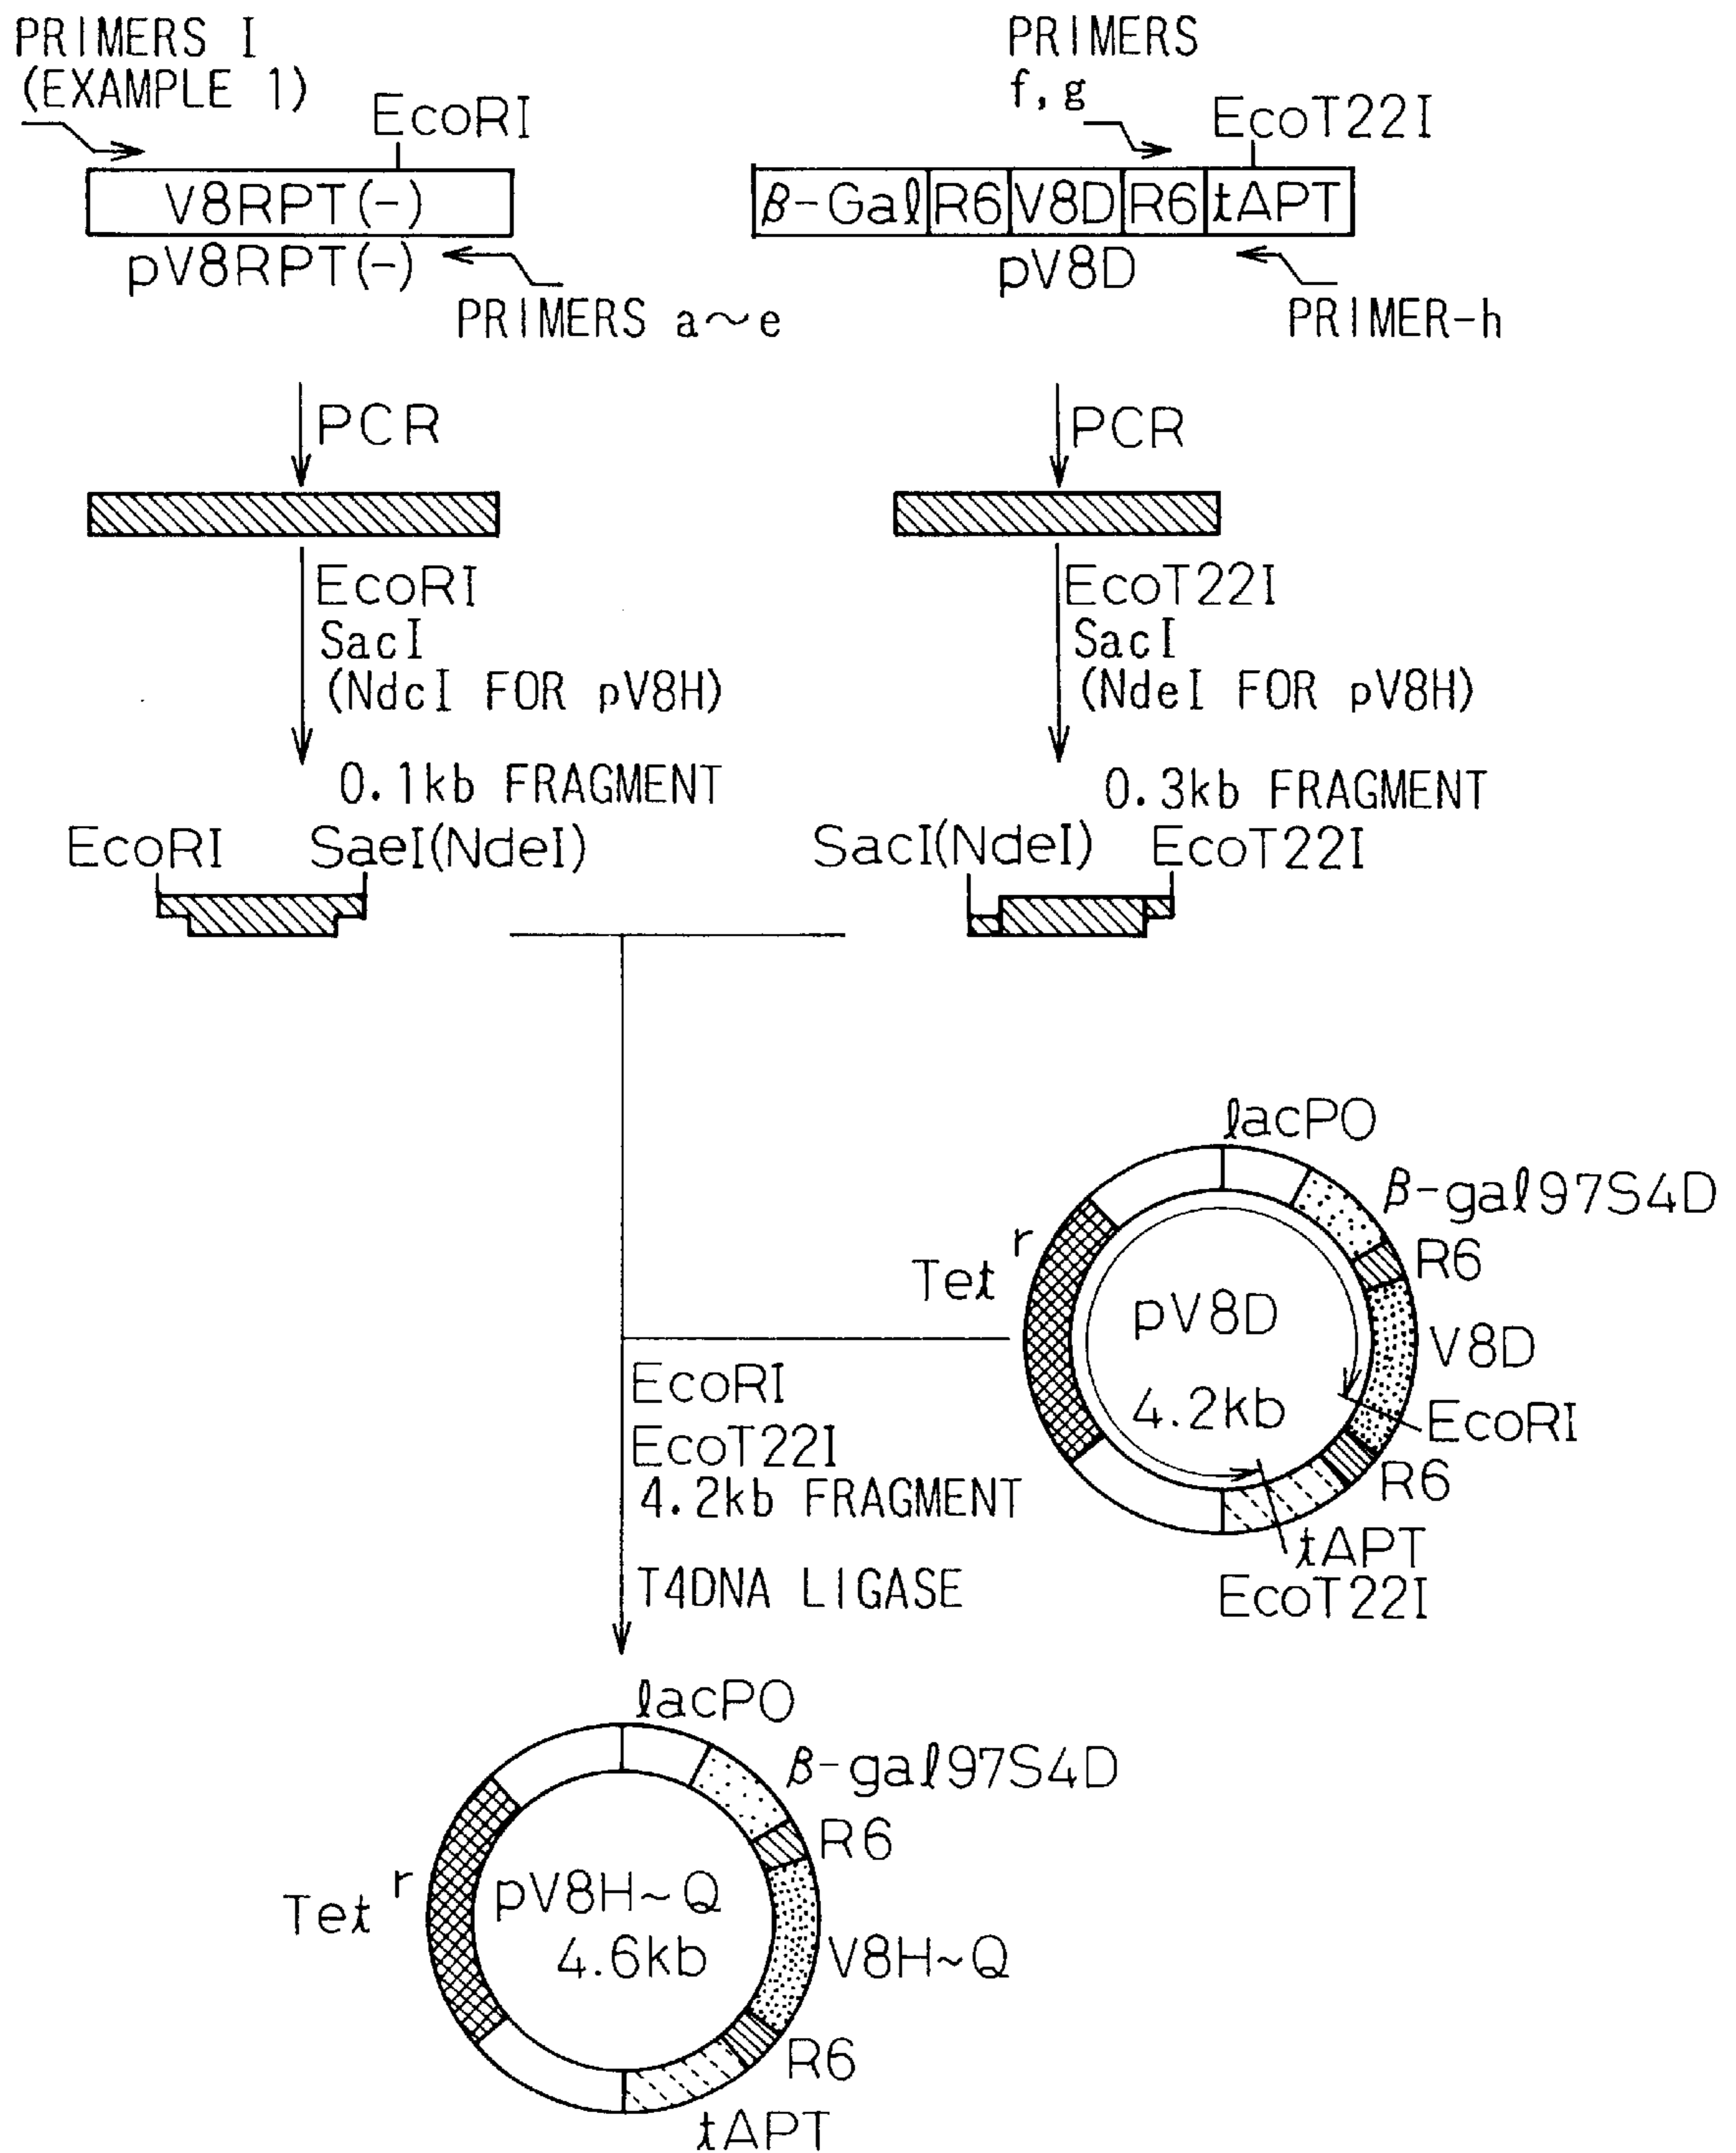 PRIMERS I
(EXAMPLE 1)
EcoRI
V8RPT(-)
pV8RPT(-)
PRIMERS a~e
PRIMERS
f, g
EcoT22I
β-Gal R6 V8D R6 tAPT
pV8D
PRIMER-h
PCR
EcoRI
SacI
(NdcI FOR pV8H)
0.1kb FRAGMENT
EcoRI SaeI(NdeI)
PCR
EcoT22I
SacI
(NdeI FOR pV8H)
0.3kb FRAGMENT
SacI(NdeI) EcoT22I
lacPO
β-gal97S4D
R6
V8D
EcoRI
R6
tAPT
EcoT22I
Tet r
pV8D
4.2kb
EcoRI
EcoT22I
4.2kb FRAGMENT
T4DNA LIGASE
lacPO
β-gal97S4D
R6
V8H~Q
R6
tAPT
Tet r
pV8H~Q
4.6kb